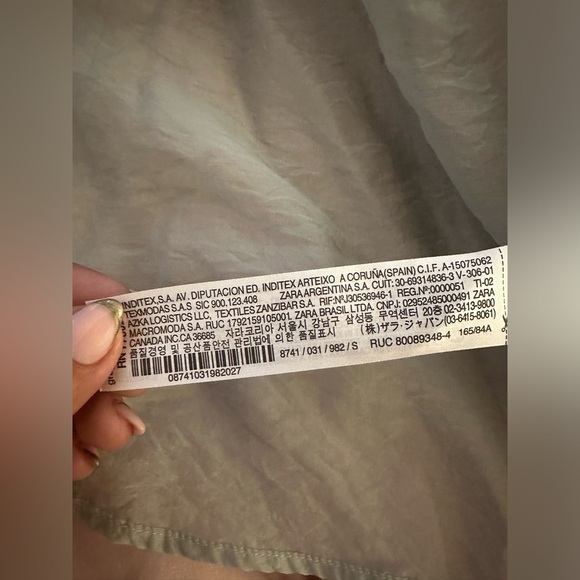 INDITEX,S.A. AV. DIPUTACION ED. INDITEX ARTEIXO A CORUÑA(SPAIN) C.I.F. A-15075062
TEXMODAS S.A.S SIC 900.123.408 ZARA ARGENTINA S.A. CUIT: 30-69314836-3 V-306-01
AZKA LOGISTICS LLC, TEXTILES ZANZIBAR S.A. RIF:NºJ30536946-1 REG.Nº:0000051 TI-02
MACROMODA S.A. RUC 1792159105001. ZARA BRASIL LTDA. CNPJ: 02952485000491 ZARA
CANADA INC.CA 36685 자라코리아 서울시 강남구 삼성동 무역센터 20층 02-3413-9800
품질경영 및 공산품안전 관리법에 의한 품질표시 (株)ザラ・ジャパン(03-6415-8061)
8741 / 031 / 982 / S RUC 80089348-4 165/84A
08741031982027
RN